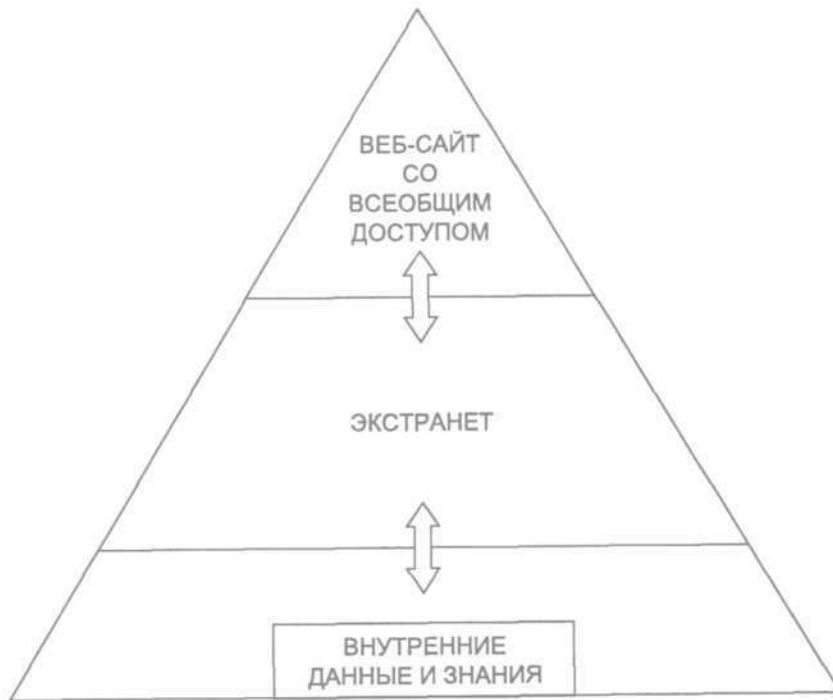 ВЕБ-САЙТ
СО
ВСЕОБЩИМ
ДОСТУПОМ
ЭКСТРАНЕТ
ВНУТРЕННИЕ
ДАННЫЕ И ЗНАНИЯ